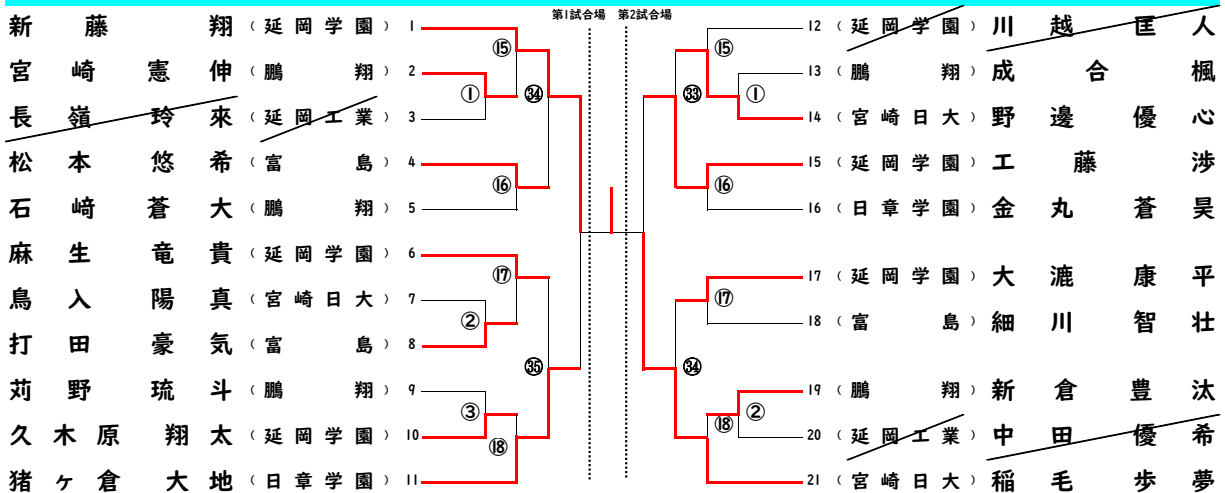 第1試合場 第2試合場
新藤翔（延岡学園）1
宮崎憲伸（鵬翔）2
長嶺玲來（延岡工業）3
松本悠希（富島）4
石﨑蒼大（鵬翔）5
麻生竜貴（延岡学園）6
鳥入陽真（宮崎日大）7
打田豪気（富島）8
苅野琉斗（鵬翔）9
久木原翔太（延岡学園）10
猪ヶ倉大地（日章学園）11
⑮
①
㉞
⑯
⑰
②
㉟
③
⑱
12（延岡学園）川越匡人
13（鵬翔）成合楓
14（宮崎日大）野邊優心
15（延岡学園）工藤渉
16（日章学園）金丸蒼昊
17（延岡学園）大漉康平
18（富島）細川智壮
19（鵬翔）新倉豊汰
20（延岡工業）中田優希
21（宮崎日大）稲毛歩夢
⑮
①
㉝
⑯
⑰
㉞
②
⑱